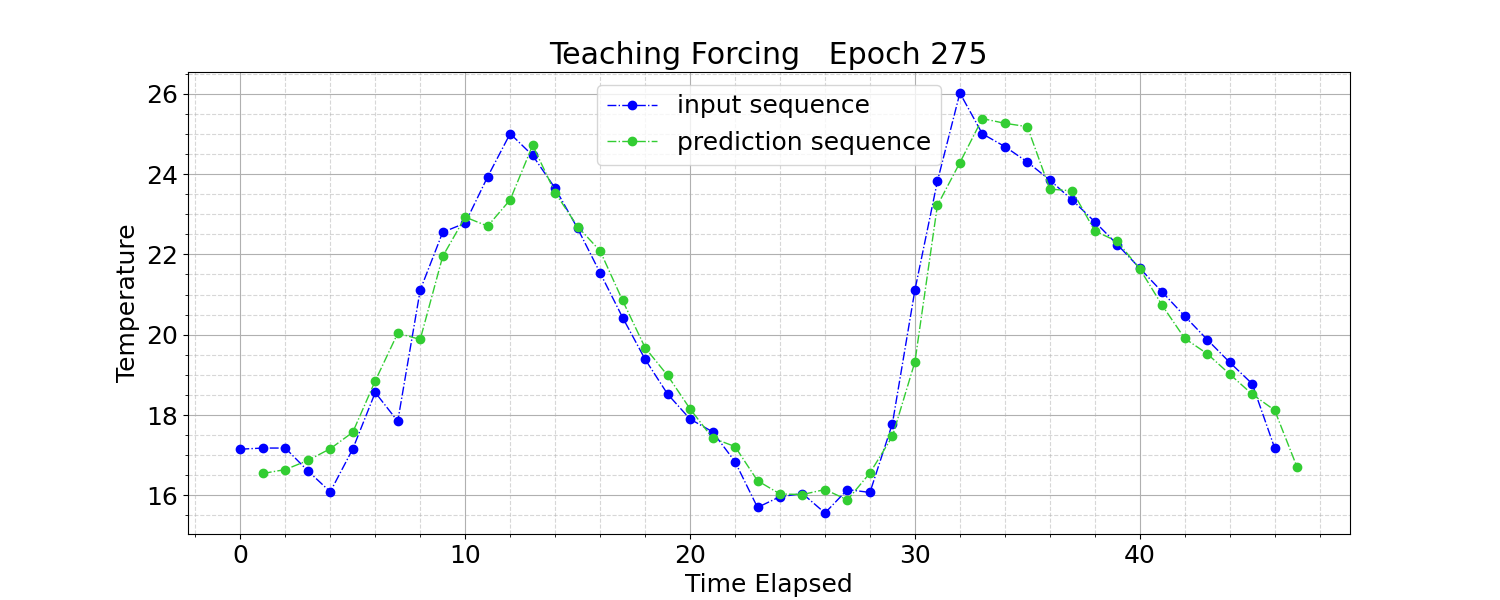 Teaching Forcing   Epoch 275
input sequence
prediction sequence
Temperature
26
24
22
20
18
16
0 10 20 30 40
Time Elapsed